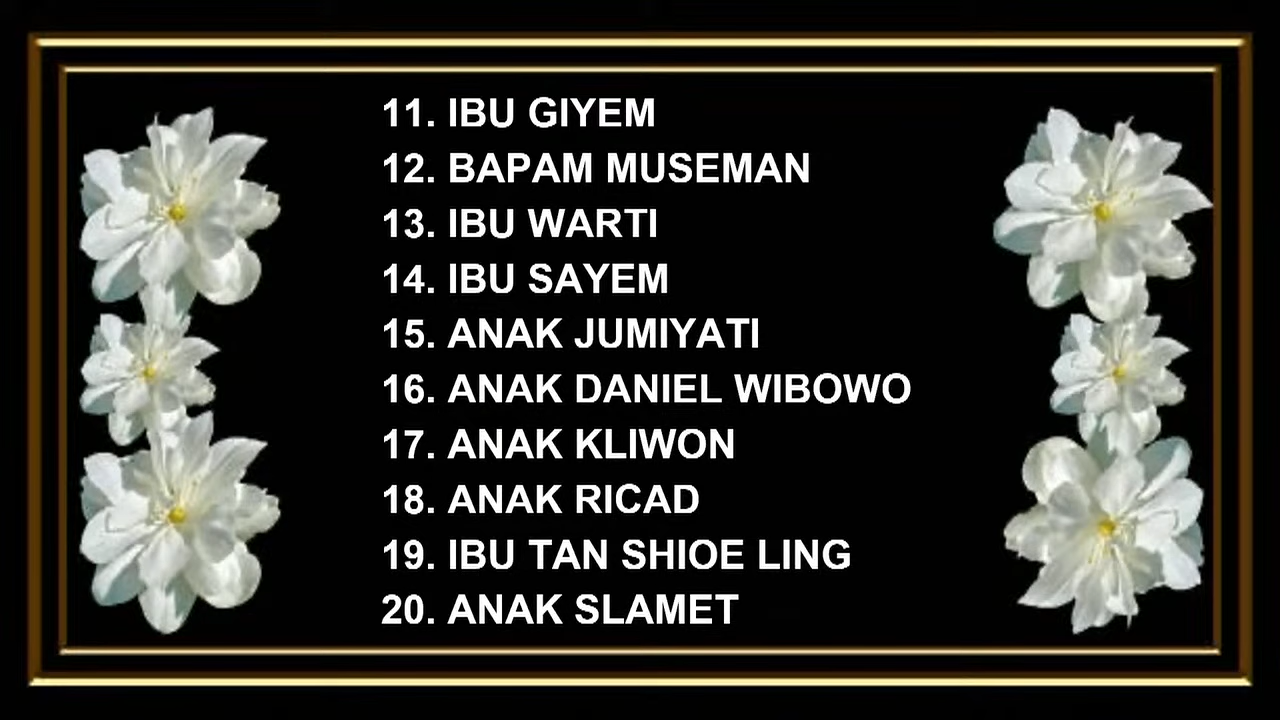 11. IBU GIYEM
12. BAPAM MUSEMAN
13. IBU WARTI
14. IBU SAYEM
15. ANAK JUMIYATI
16. ANAK DANIEL WIBOWO
17. ANAK KLIWON
18. ANAK RICAD
19. IBU TAN SHIOE LING
20. ANAK SLAMET